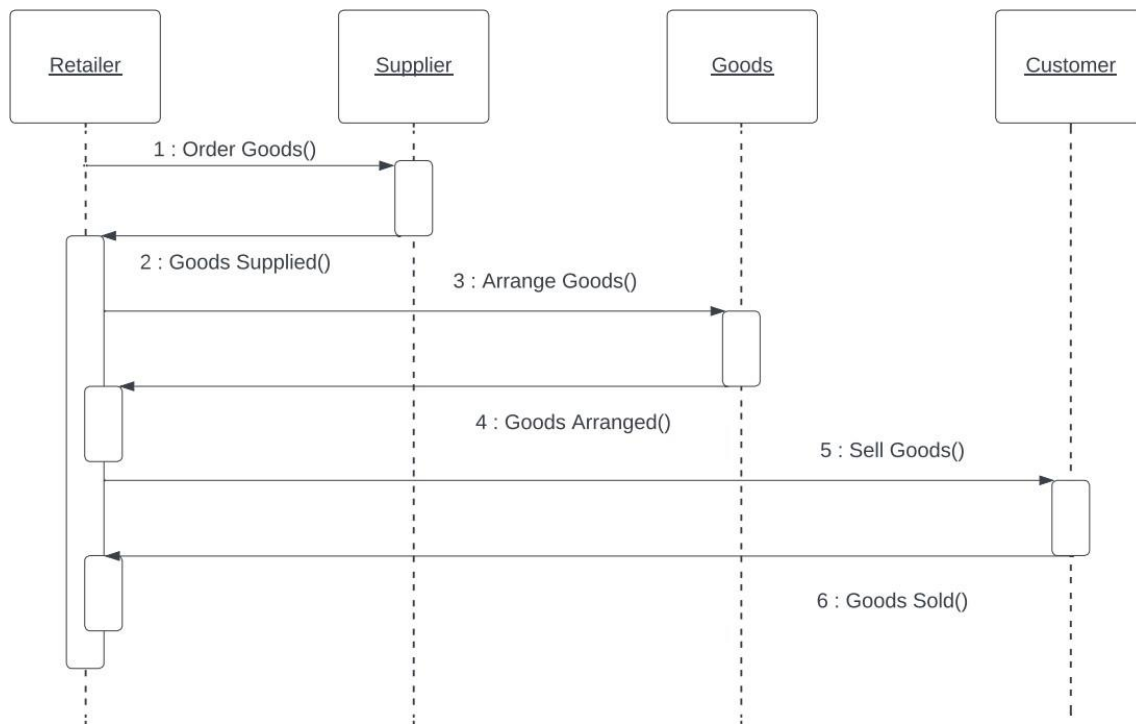 Retailer
Supplier
Goods
Customer
1 : Order Goods()
2 : Goods Supplied()
3 : Arrange Goods()
4 : Goods Arranged()
5 : Sell Goods()
6 : Goods Sold()